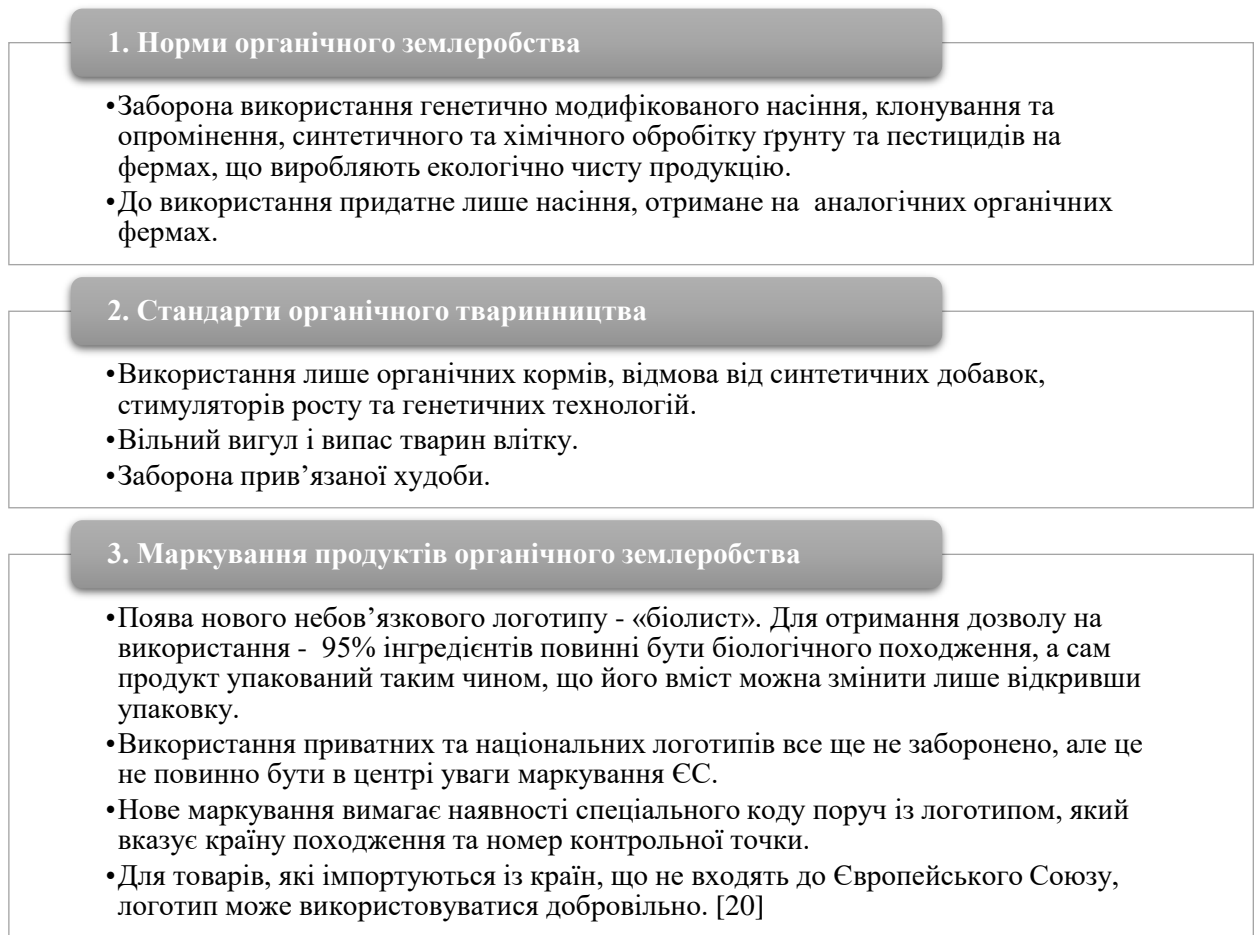 1. Норми органічного землеробства
•Заборона використання генетично модифікованого насіння, клонування та
опромінення, синтетичного та хімічного обробітку ґрунту та пестицидів на
фермах, що виробляють екологічно чисту продукцію.
•До використання придатне лише насіння, отримане на  аналогічних органічних
фермах.
2. Стандарти органічного тваринництва
•Використання лише органічних кормів, відмова від синтетичних добавок,
стимуляторів росту та генетичних технологій.
•Вільний вигул і випас тварин влітку.
•Заборона прив’язаної худоби.
3. Маркування продуктів органічного землеробства
•Поява нового небов’язкового логотипу - «біолист». Для отримання дозволу на
використання -  95% інгредієнтів повинні бути біологічного походження, а сам
продукт упакований таким чином, що його вміст можна змінити лише відкривши
упаковку.
•Використання приватних та національних логотипів все ще не заборонено, але це
не повинно бути в центрі уваги маркування ЄС.
•Нове маркування вимагає наявності спеціального коду поруч із логотипом, який
вказує країну походження та номер контрольної точки.
•Для товарів, які імпортуються із країн, що не входять до Європейського Союзу,
логотип може використовуватися добровільно. [20]